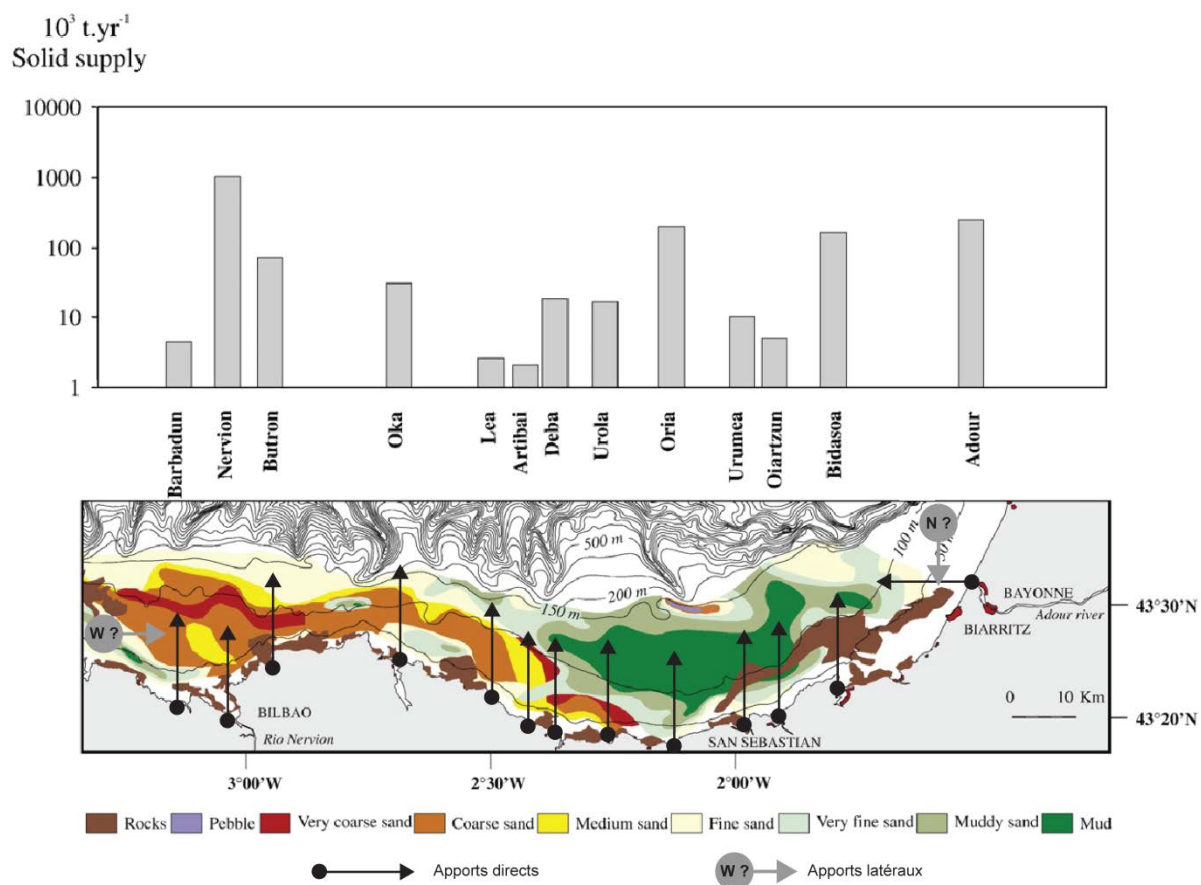 10³ t.yr⁻¹
Solid supply
10000
1000
100
10
1
Barbadun
Nervion
Butron
Oka
Lea
Artibai
Deba
Urola
Oria
Urumea
Oiartzun
Bidasoa
Adour
N ?
500 m
100 m
200 m
150 m
W ?
BAYONNE
Adour river
BIARRITZ
43°30'N
0 10 Km
BILBAO
Rio Nervion
SAN SEBASTIAN
43°20'N
3°00'W 2°30'W 2°00'W
Rocks Pebble Very coarse sand Coarse sand Medium sand Fine sand Very fine sand Muddy sand Mud
Apports directs W ? Apports latéraux